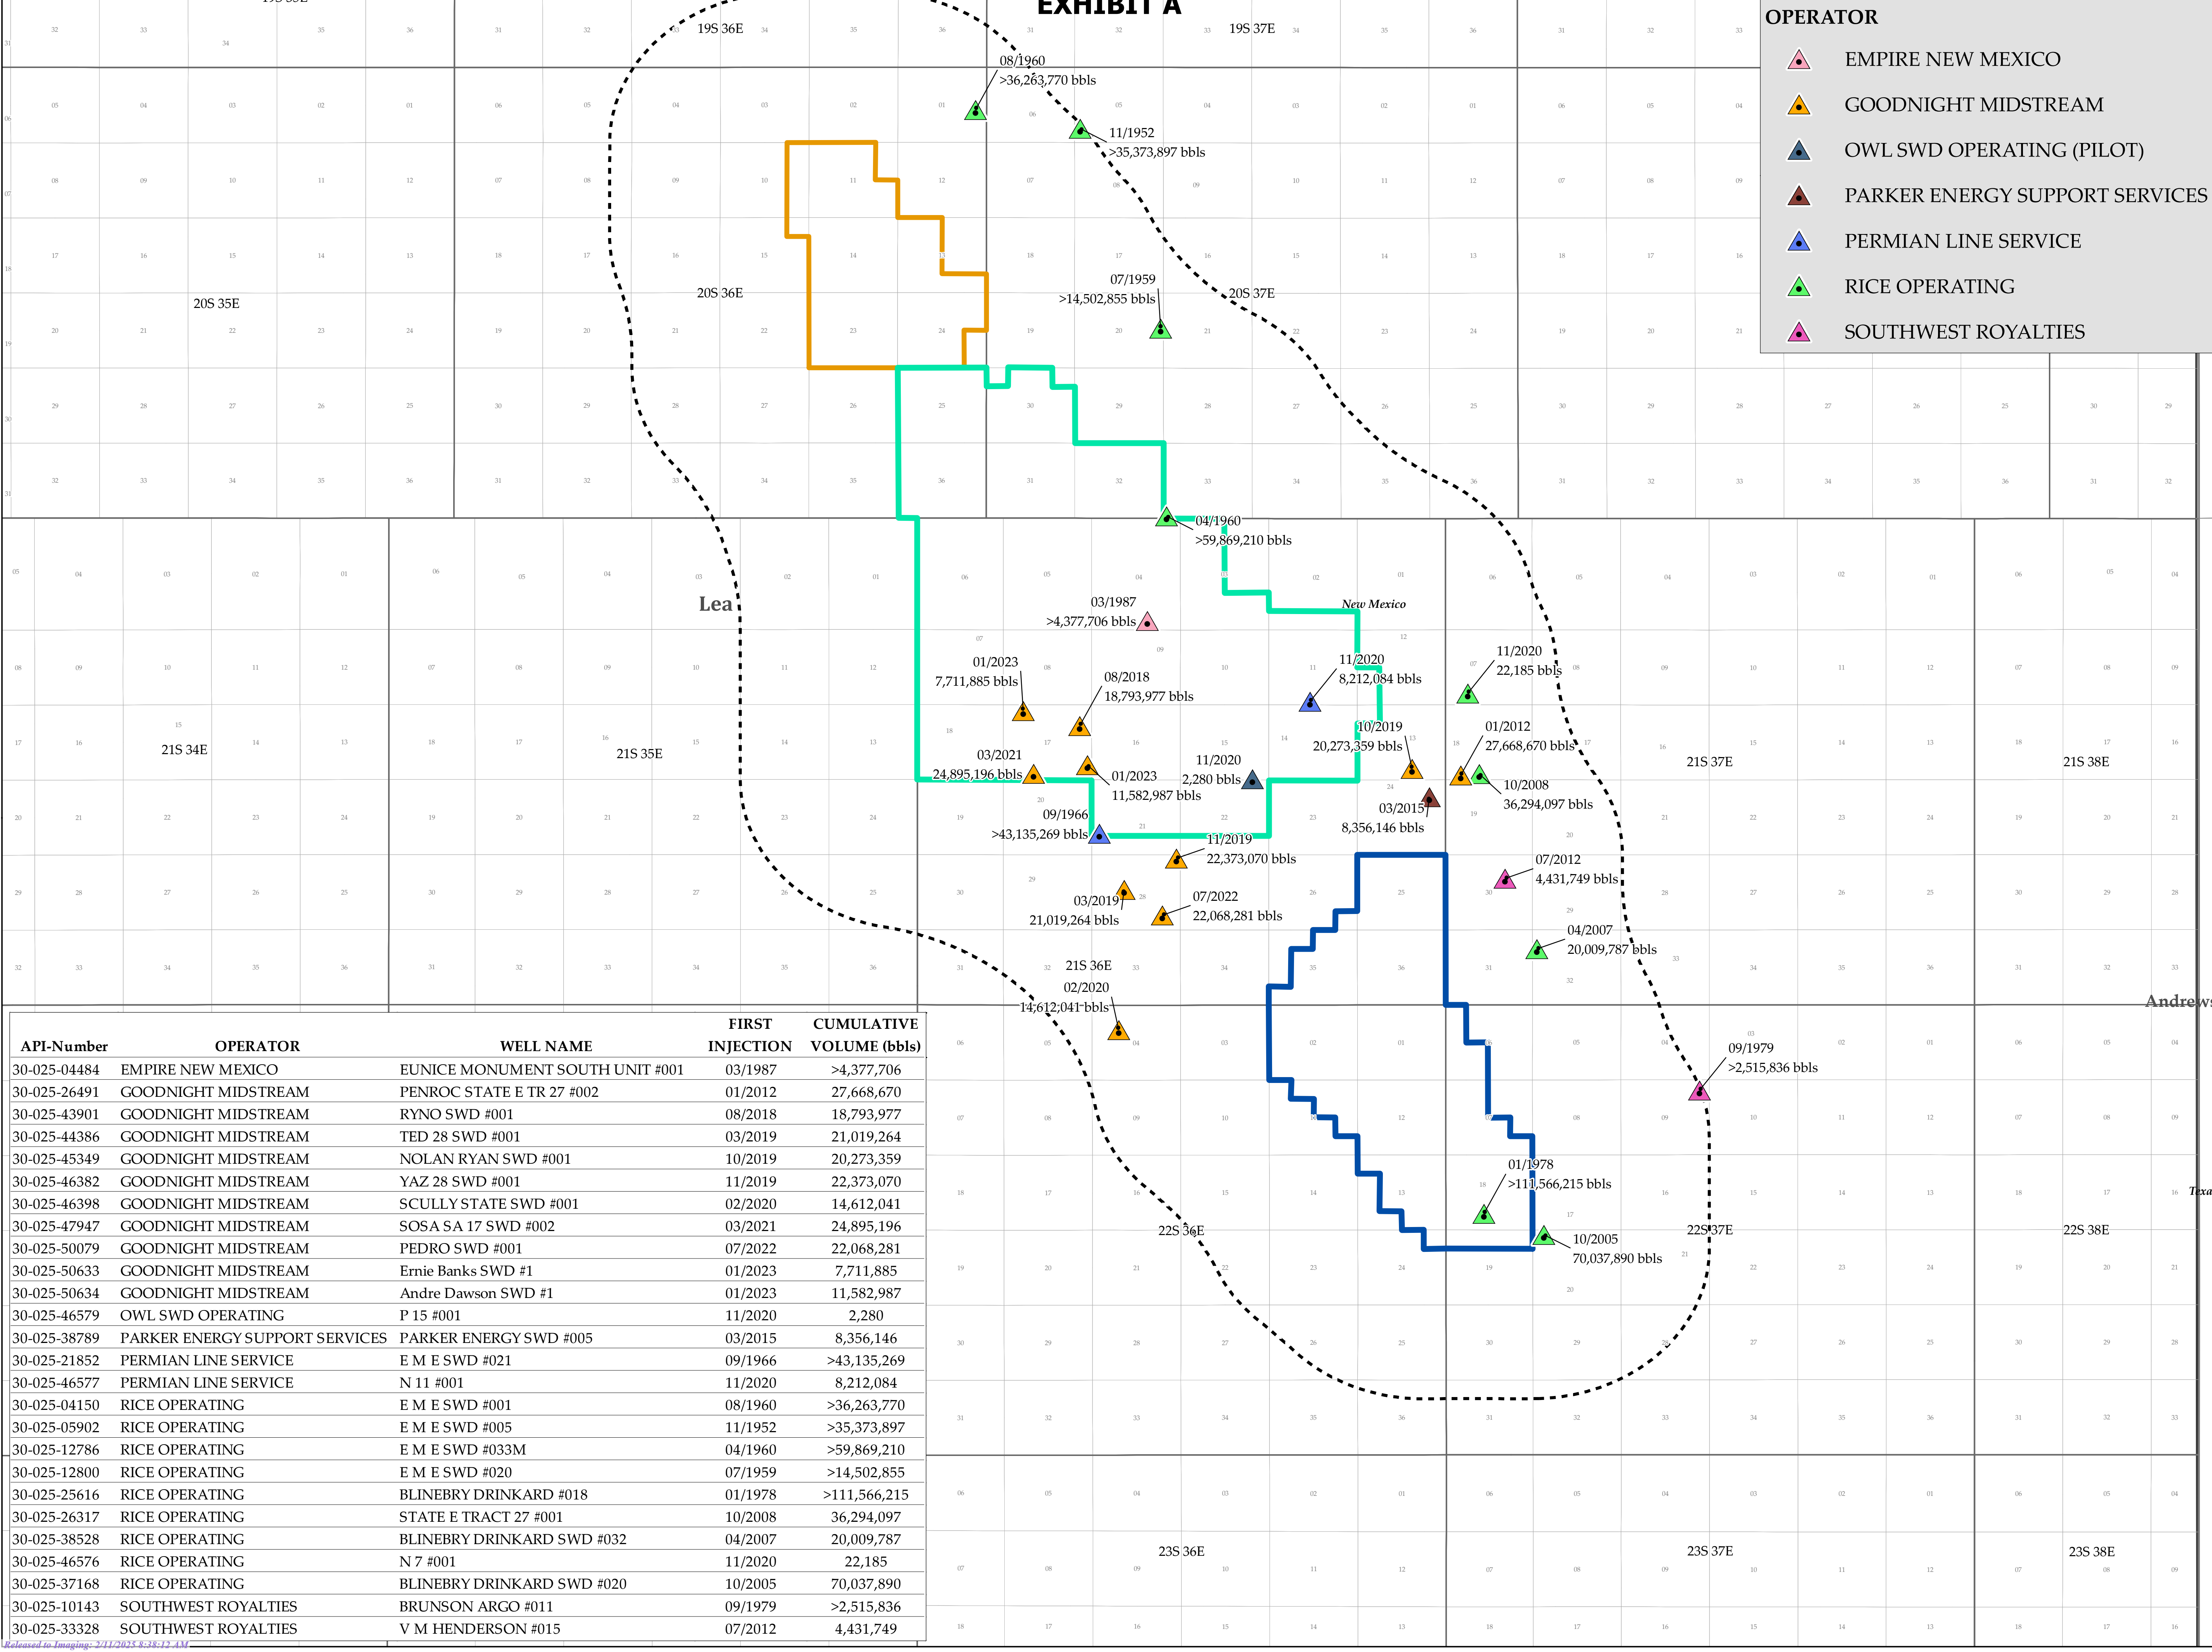 EXHIBIT A
OPERATOR
EMPIRE NEW MEXICO
GOODNIGHT MIDSTREAM
OWL SWD OPERATING (PILOT)
PARKER ENERGY SUPPORT SERVICES
PERMIAN LINE SERVICE
RICE OPERATING
SOUTHWEST ROYALTIES
19S 36E
19S 37E
08/1960
>36,263,770 bbls
11/1952
>35,373,897 bbls
07/1959
>14,502,855 bbls
20S 35E
20S 36E
20S 37E
04/1960
>59,869,210 bbls
Lea
New Mexico
03/1987
>4,377,706 bbls
01/2023
7,711,885 bbls
08/2018
18,793,977 bbls
11/2020
8,212,084 bbls
11/2020
22,185 bbls
10/2019
20,273,359 bbls
01/2012
27,668,670 bbls
21S 34E
21S 35E
03/2021
24,895,196 bbls
01/2023
11,582,987 bbls
11/2020
2,280 bbls
21S 37E
21S 38E
10/2008
36,294,097 bbls
03/2015
8,356,146 bbls
09/1966
>43,135,269 bbls
11/2019
22,373,070 bbls
07/2012
4,431,749 bbls
03/2019
21,019,264 bbls
07/2022
22,068,281 bbls
04/2007
20,009,787 bbls
21S 36E
02/2020
14,612,041 bbls
Andrews
09/1979
>2,515,836 bbls
01/1978
>111,566,215 bbls
22S 36E
22S 37E
22S 38E
10/2005
70,037,890 bbls
23S 36E
23S 37E
23S 38E
API-Number OPERATOR WELL NAME FIRST INJECTION CUMULATIVE VOLUME (bbls)
30-025-04484 EMPIRE NEW MEXICO EUNICE MONUMENT SOUTH UNIT #001 03/1987 >4,377,706
30-025-26491 GOODNIGHT MIDSTREAM PENROC STATE E TR 27 #002 01/2012 27,668,670
30-025-43901 GOODNIGHT MIDSTREAM RYNO SWD #001 08/2018 18,793,977
30-025-44386 GOODNIGHT MIDSTREAM TED 28 SWD #001 03/2019 21,019,264
30-025-45349 GOODNIGHT MIDSTREAM NOLAN RYAN SWD #001 10/2019 20,273,359
30-025-46382 GOODNIGHT MIDSTREAM YAZ 28 SWD #001 11/2019 22,373,070
30-025-46398 GOODNIGHT MIDSTREAM SCULLY STATE SWD #001 02/2020 14,612,041
30-025-47947 GOODNIGHT MIDSTREAM SOSA SA 17 SWD #002 03/2021 24,895,196
30-025-50079 GOODNIGHT MIDSTREAM PEDRO SWD #001 07/2022 22,068,281
30-025-50633 GOODNIGHT MIDSTREAM Ernie Banks SWD #1 01/2023 7,711,885
30-025-50634 GOODNIGHT MIDSTREAM Andre Dawson SWD #1 01/2023 11,582,987
30-025-46579 OWL SWD OPERATING P 15 #001 11/2020 2,280
30-025-38789 PARKER ENERGY SUPPORT SERVICES PARKER ENERGY SWD #005 03/2015 8,356,146
30-025-21852 PERMIAN LINE SERVICE E M E SWD #021 09/1966 >43,135,269
30-025-46577 PERMIAN LINE SERVICE N 11 #001 11/2020 8,212,084
30-025-04150 RICE OPERATING E M E SWD #001 08/1960 >36,263,770
30-025-05902 RICE OPERATING E M E SWD #005 11/1952 >35,373,897
30-025-12786 RICE OPERATING E M E SWD #033M 04/1960 >59,869,210
30-025-12800 RICE OPERATING E M E SWD #020 07/1959 >14,502,855
30-025-25616 RICE OPERATING BLINEBRY DRINKARD #018 01/1978 >111,566,215
30-025-26317 RICE OPERATING STATE E TRACT 27 #001 10/2008 36,294,097
30-025-38528 RICE OPERATING BLINEBRY DRINKARD SWD #032 04/2007 20,009,787
30-025-46576 RICE OPERATING N 7 #001 11/2020 22,185
30-025-37168 RICE OPERATING BLINEBRY DRINKARD SWD #020 10/2005 70,037,890
30-025-10143 SOUTHWEST ROYALTIES BRUNSON ARGO #011 09/1979 >2,515,836
30-025-33328 SOUTHWEST ROYALTIES V M HENDERSON #015 07/2012 4,431,749
Released to Imaging: 2/11/2025 8:38:12 AM